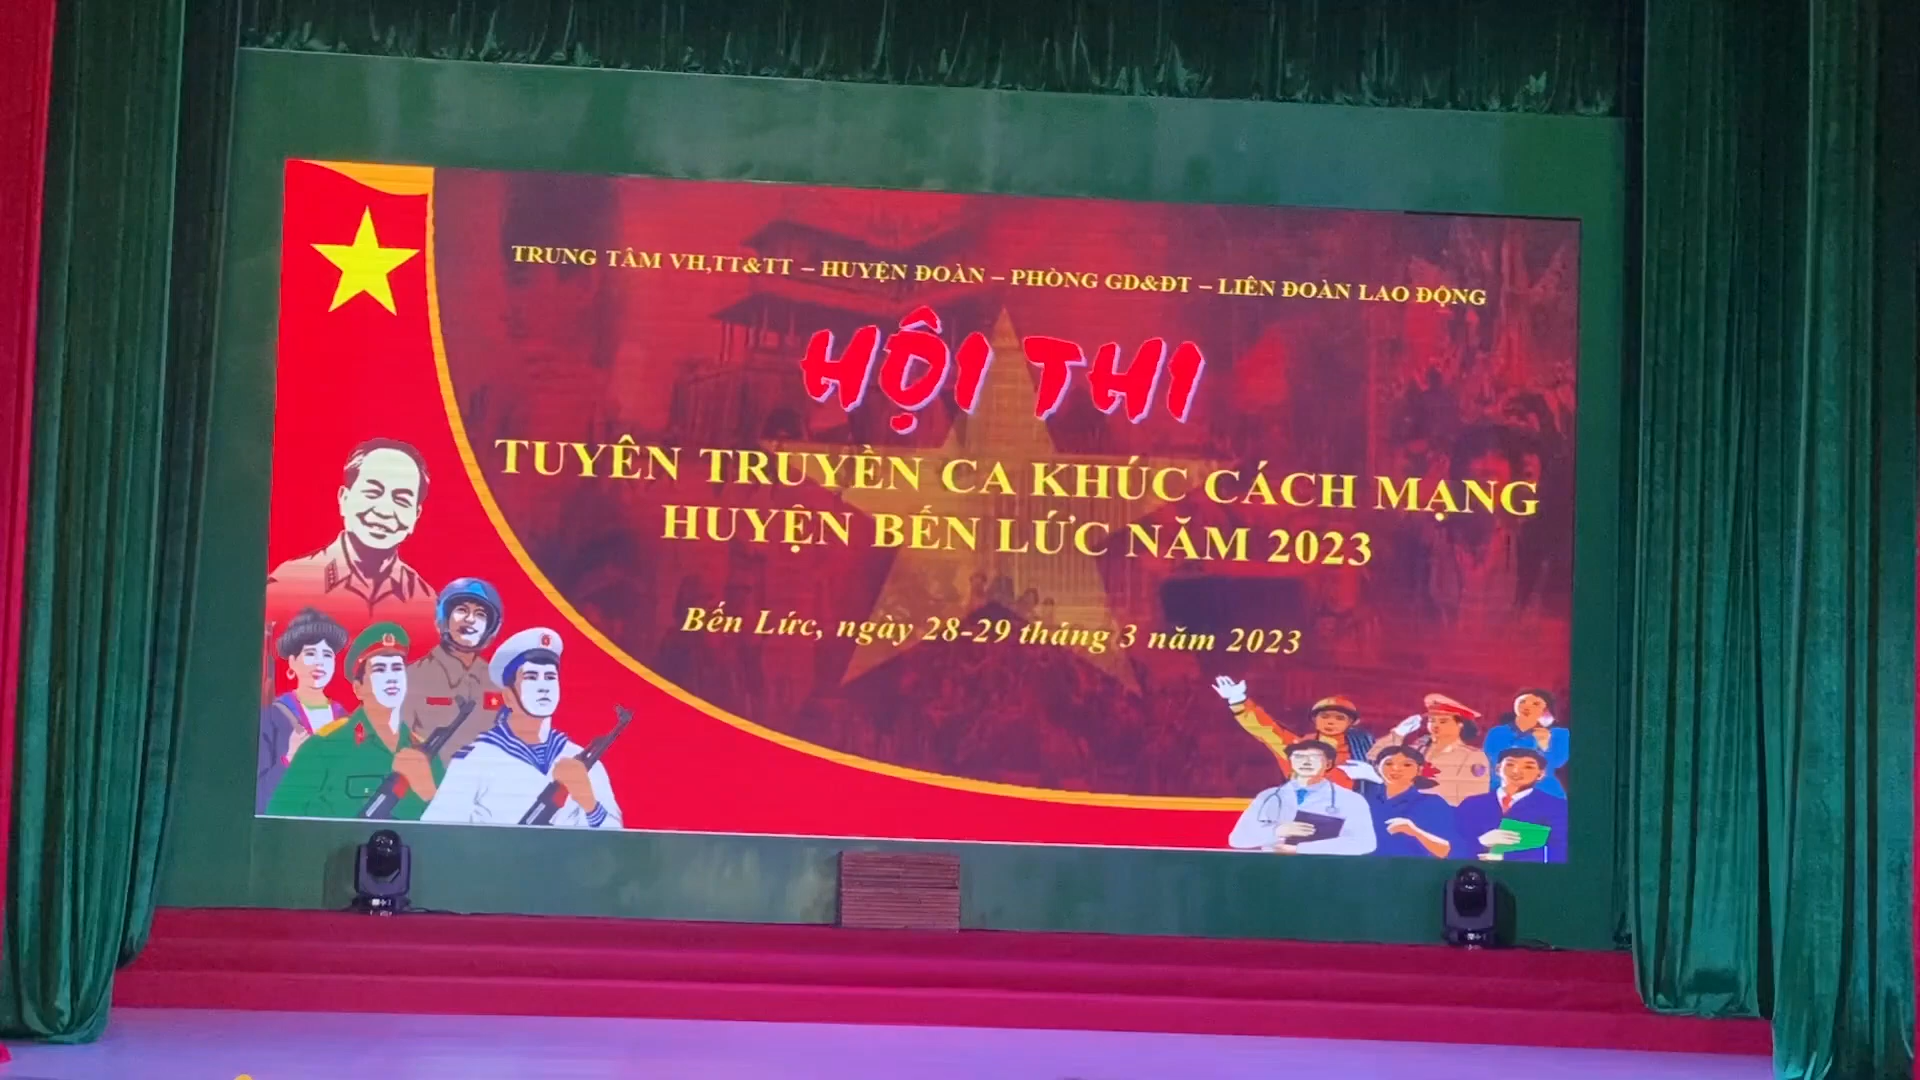 TRUNG TÂM VH,TT&TT – HUYỆN ĐOÀN – PHÒNG GD&ĐT – LIÊN ĐOÀN LAO ĐỘNG
HỘI THI
TUYÊN TRUYỀN CA KHÚC CÁCH MẠNG
HUYỆN BẾN LỨC NĂM 2023
Bến Lức, ngày 28-29 tháng 3 năm 2023